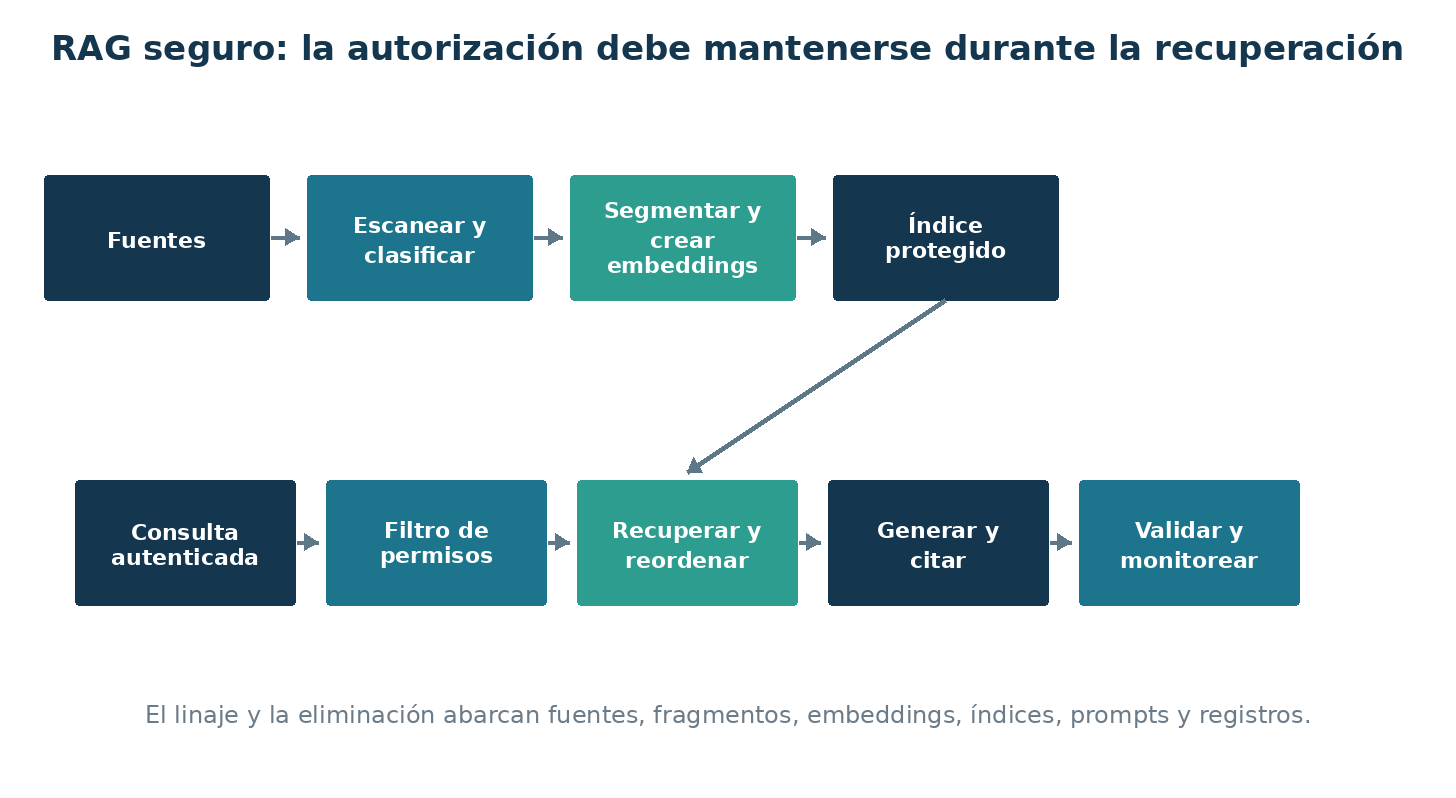 RAG seguro: la autorización debe mantenerse durante la recuperación
Fuentes
Escanear y
clasificar
Segmentar y
crear
embeddings
Índice
protegido
Consulta
autenticada
Filtro de
permisos
Recuperar y
reordenar
Generar y
citar
Validar y
monitorear
El linaje y la eliminación abarcan fuentes, fragmentos, embeddings, índices, prompts y registros.